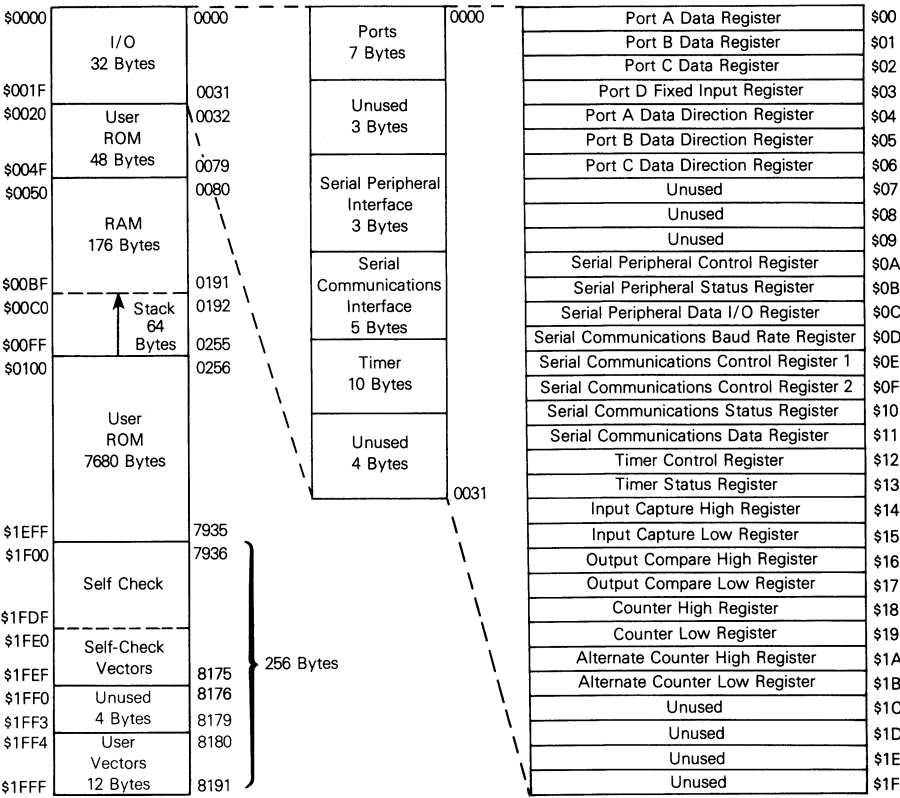 $0000
I/O
32 Bytes
0000
$001F
0031
$0020
User
ROM
48 Bytes
0032
$004F
0079
$0050
0080
RAM
176 Bytes
$00BF
0191
$00C0
Stack
64
Bytes
0192
$00FF
0255
$0100
0256
User
ROM
7680 Bytes
$1EFF
7935
$1F00
7936
Self Check
$1FDF
$1FE0
Self-Check
Vectors
$1FEF
8175
$1FF0
Unused
4 Bytes
8176
$1FF3
8179
$1FF4
User
Vectors
12 Bytes
8180
$1FFF
8191
256 Bytes
0000
Ports
7 Bytes
Unused
3 Bytes
Serial Peripheral
Interface
3 Bytes
Serial
Communications
Interface
5 Bytes
Timer
10 Bytes
Unused
4 Bytes
0031
Port A Data Register $00
Port B Data Register $01
Port C Data Register $02
Port D Fixed Input Register $03
Port A Data Direction Register $04
Port B Data Direction Register $05
Port C Data Direction Register $06
Unused $07
Unused $08
Unused $09
Serial Peripheral Control Register $0A
Serial Peripheral Status Register $0B
Serial Peripheral Data I/O Register $0C
Serial Communications Baud Rate Register $0D
Serial Communications Control Register 1 $0E
Serial Communications Control Register 2 $0F
Serial Communications Status Register $10
Serial Communications Data Register $11
Timer Control Register $12
Timer Status Register $13
Input Capture High Register $14
Input Capture Low Register $15
Output Compare High Register $16
Output Compare Low Register $17
Counter High Register $18
Counter Low Register $19
Alternate Counter High Register $1A
Alternate Counter Low Register $1B
Unused $1C
Unused $1D
Unused $1E
Unused $1F